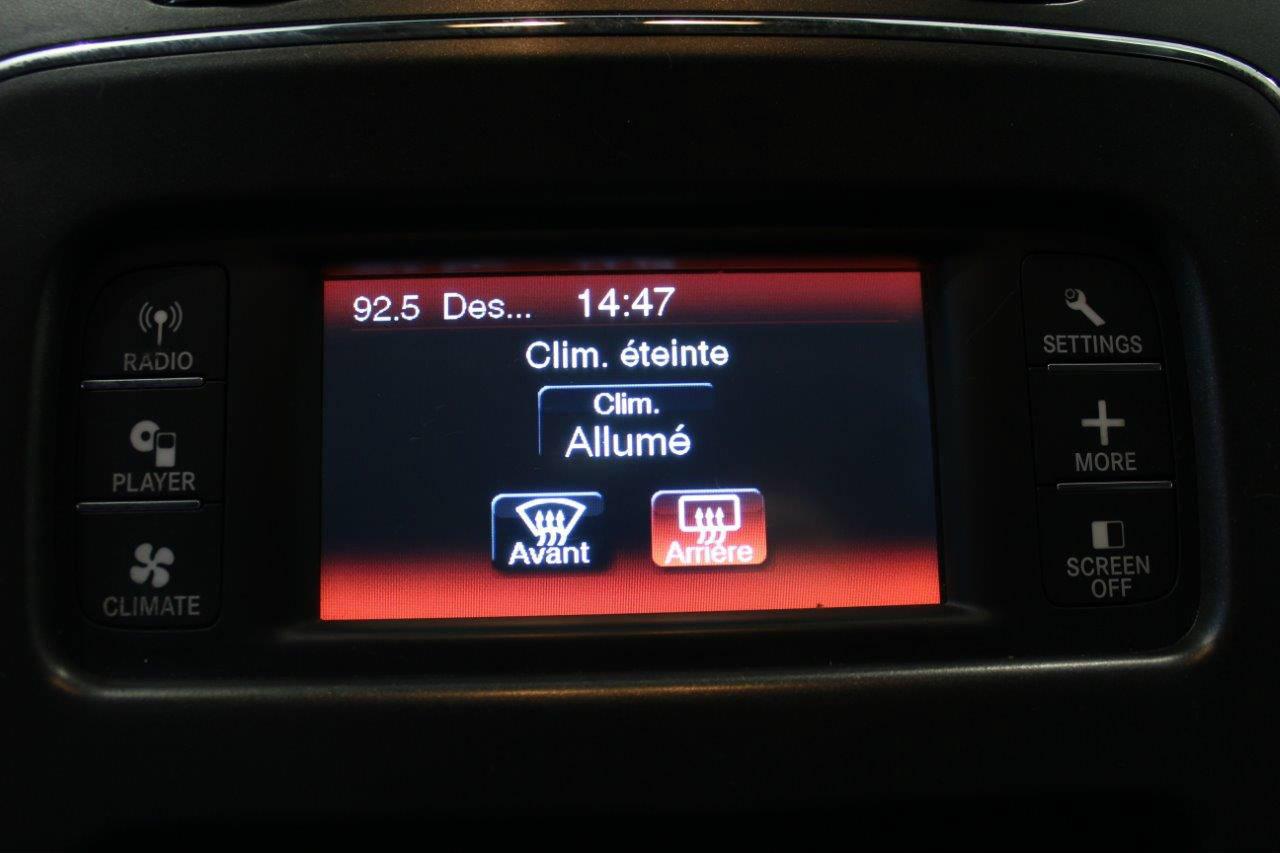 92.5 Des... 14:47
Clim. éteinte
Clim.
Allumé
Avant
Arrière
RADIO
PLAYER
CLIMATE
SETTINGS
MORE
SCREEN
OFF